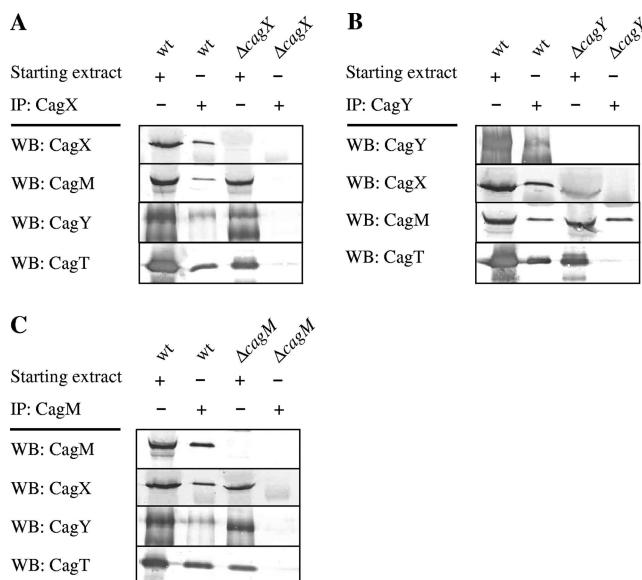 A
wt wt ΔcagX ΔcagX
Starting extract + – + –
IP: CagX – + – +
WB: CagX
WB: CagM
WB: CagY
WB: CagT
B
wt wt ΔcagY ΔcagY
Starting extract + – + –
IP: CagY – + – +
WB: CagY
WB: CagX
WB: CagM
WB: CagT
C
wt wt ΔcagM ΔcagM
Starting extract + – + –
IP: CagM – + – +
WB: CagM
WB: CagX
WB: CagY
WB: CagT